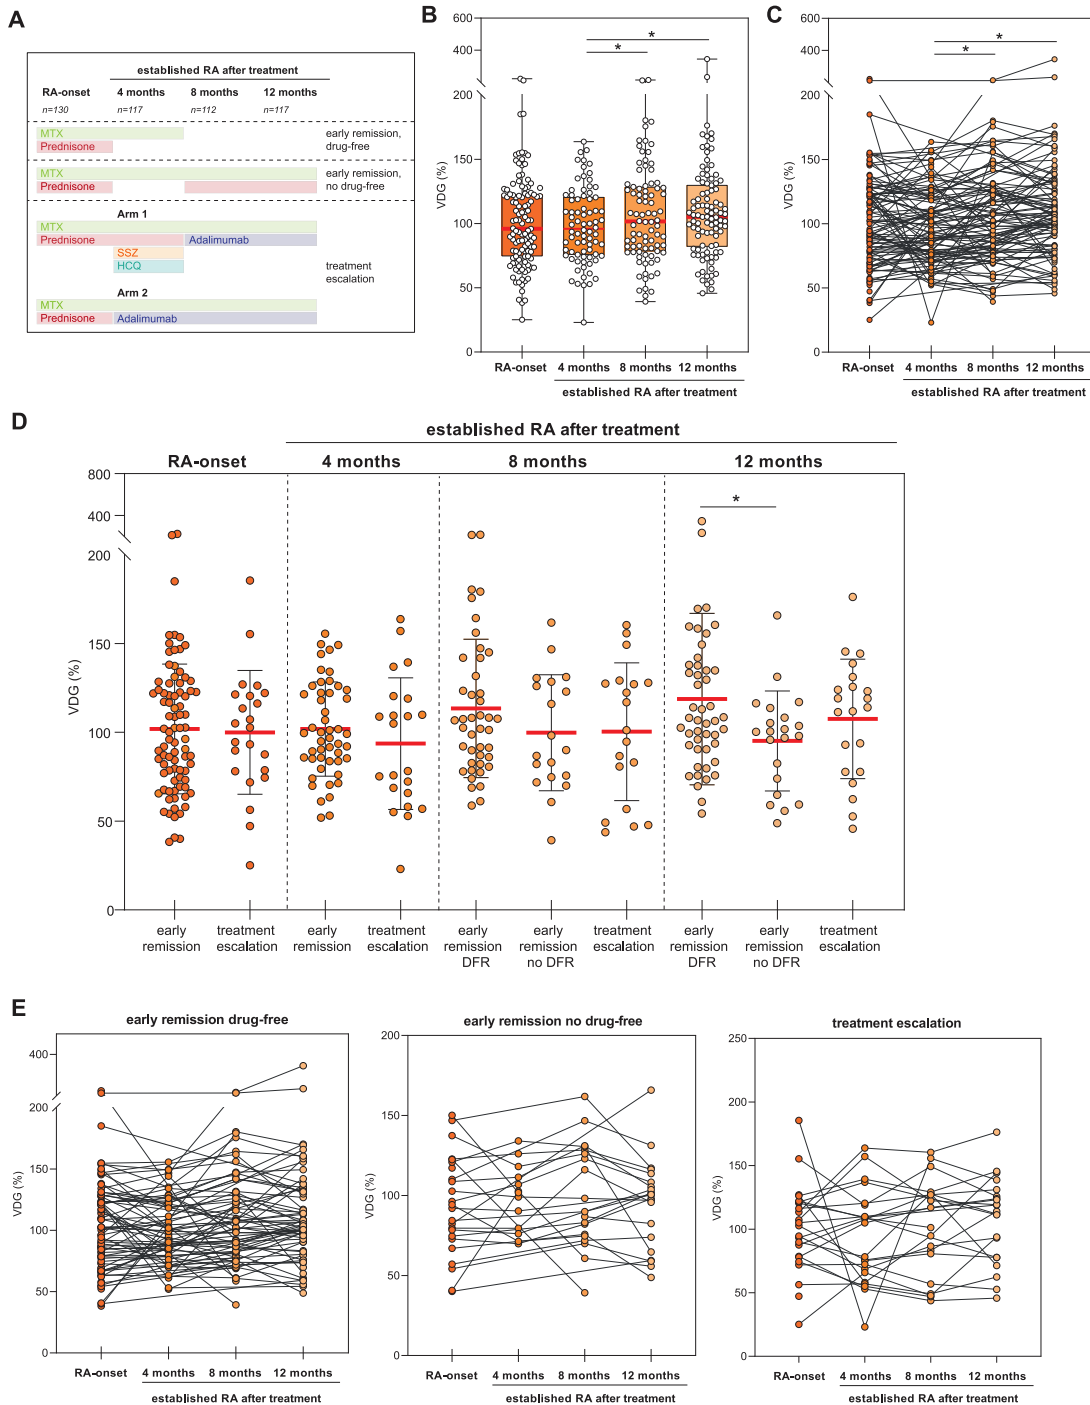 A
established RA after treatment
RA-onset 4 months 8 months 12 months
n=130 n=117 n=112 n=117
MTX
Prednisone
early remission,
drug-free
MTX
Prednisone
early remission,
no drug-free
Arm 1
MTX
Prednisone Adalimumab
SSZ
HCQ
treatment
escalation
Arm 2
MTX
Prednisone Adalimumab
B
600
400
200
150
100
50
0
VDG (%)
* *
RA-onset 4 months 8 months 12 months
established RA after treatment
C
600
400
200
150
100
50
0
VDG (%)
* *
RA-onset 4 months 8 months 12 months
established RA after treatment
D
established RA after treatment
RA-onset 4 months 8 months 12 months
800
400
200
150
100
50
0
VDG (%)
*
early
remission
treatment
escalation
early
remission
treatment
escalation
early
remission
DFR
early
remission
no DFR
treatment
escalation
early
remission
DFR
early
remission
no DFR
treatment
escalation
E
early remission drug-free
400
200
150
100
50
0
VDG (%)
RA-onset 4 months 8 months 12 months
established RA after treatment
early remission no drug-free
200
150
100
50
0
VDG (%)
RA-onset 4 months 8 months 12 months
established RA after treatment
treatment escalation
250
200
150
100
50
0
VDG (%)
RA-onset 4 months 8 months 12 months
established RA after treatment